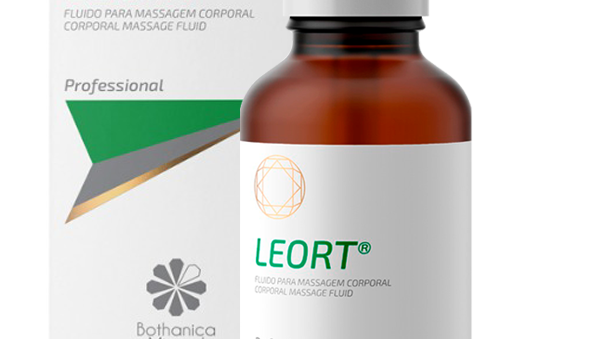 FLUIDO PARA MASSAGEM CORPORAL
CORPORAL MASSAGE FLUID
Professional
Bothanica
LEORT®
FLUIDO PARA MASSAGEM CORPORAL
CORPORAL MASSAGE FLUID